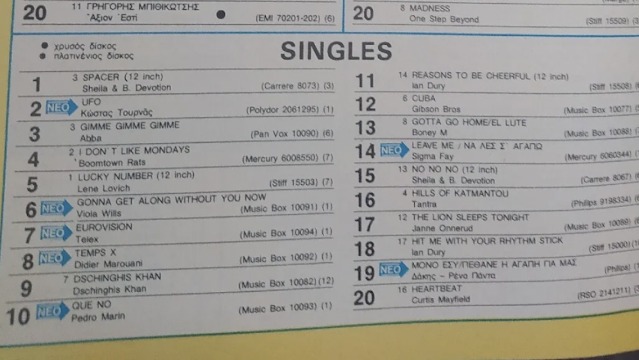 20
11 ΓΡΗΓΟΡΗΣ ΜΠΙΘΙΚΩΤΣΗΣ
΄Αξιον ΄Εστί ● (EMI 70201-202) (6)
20
8 MADNESS
One Step Beyond (Stiff 15509)
● χρυσός δίσκος
● πλατινένιος δίσκος
SINGLES
1
3 SPACER (12 inch)
Sheila & B. Devotion (Carrere 8073) (3)
2 ΝΕΟ
UFO
Κώστας Τουρνάς (Polydor 2061295) (1)
3
3 GIMME GIMME GIMME
Abba (Pan Vox 10090) (6)
4
2 I DON T LIKE MONDAYS
΄Boomtown Rats (Mercury 6008550) (7)
5
1 LUCKY NUMBER (12 inch)
Lene Lovich (Stiff 15503) (7)
6 ΝΕΟ
GONNA GET ALONG WITHOUT YOU NOW
Viola Wills (Music Box 10091) (1)
7 ΝΕΟ
EUROVISION
Telex (Music Box 10094) (1)
8 ΝΕΟ
TEMPS X
Didier Marouani (Music Box 10092) (1)
9
7 DSCHINGHIS KHAN
Dschinghis Khan (Music Box 10082) (12)
10 ΝΕΟ
QUE NO
Pedro Marin (Music Box 10093) (1)
11
14 REASONS TO BE CHEERFUL (12 inch)
Ian Dury (Stiff 15508)
12
6 CUBA
Gibson Bros (Music Box 10077)
13
8 GOTTA GO HOME/EL LUTE
Boney M (Music Box 10088)
14 ΝΕΟ
LEAVE ME / ΝΑ ΛΕΣ Σ΄ ΑΓΑΠΩ
Sigma Fay (Mercury 6060344)
15
13 NO NO NO (12 inch)
Sheila & B. Devotion (Carrere 8067)
16
4 HILLS OF KATMANTOU
Tantra (Philips 9198334)
17
12 THE LION SLEEPS TONIGHT
Janne Onnerud (Music Box 10089)
18
17 HIT ME WITH YOUR RHYTHM STICK
Ian Dury (Stiff 15000)
19 ΝΕΟ
ΜΟΝΟ ΕΣΥ/ΠΕΘΑΝΕ Η ΑΓΑΠΗ ΓΙΑ ΜΑΣ
Δάκης - Ρένα Πάντα (Philips)
20
16 HEARTBEAT
Curtis Mayfield (RSO 2141211)